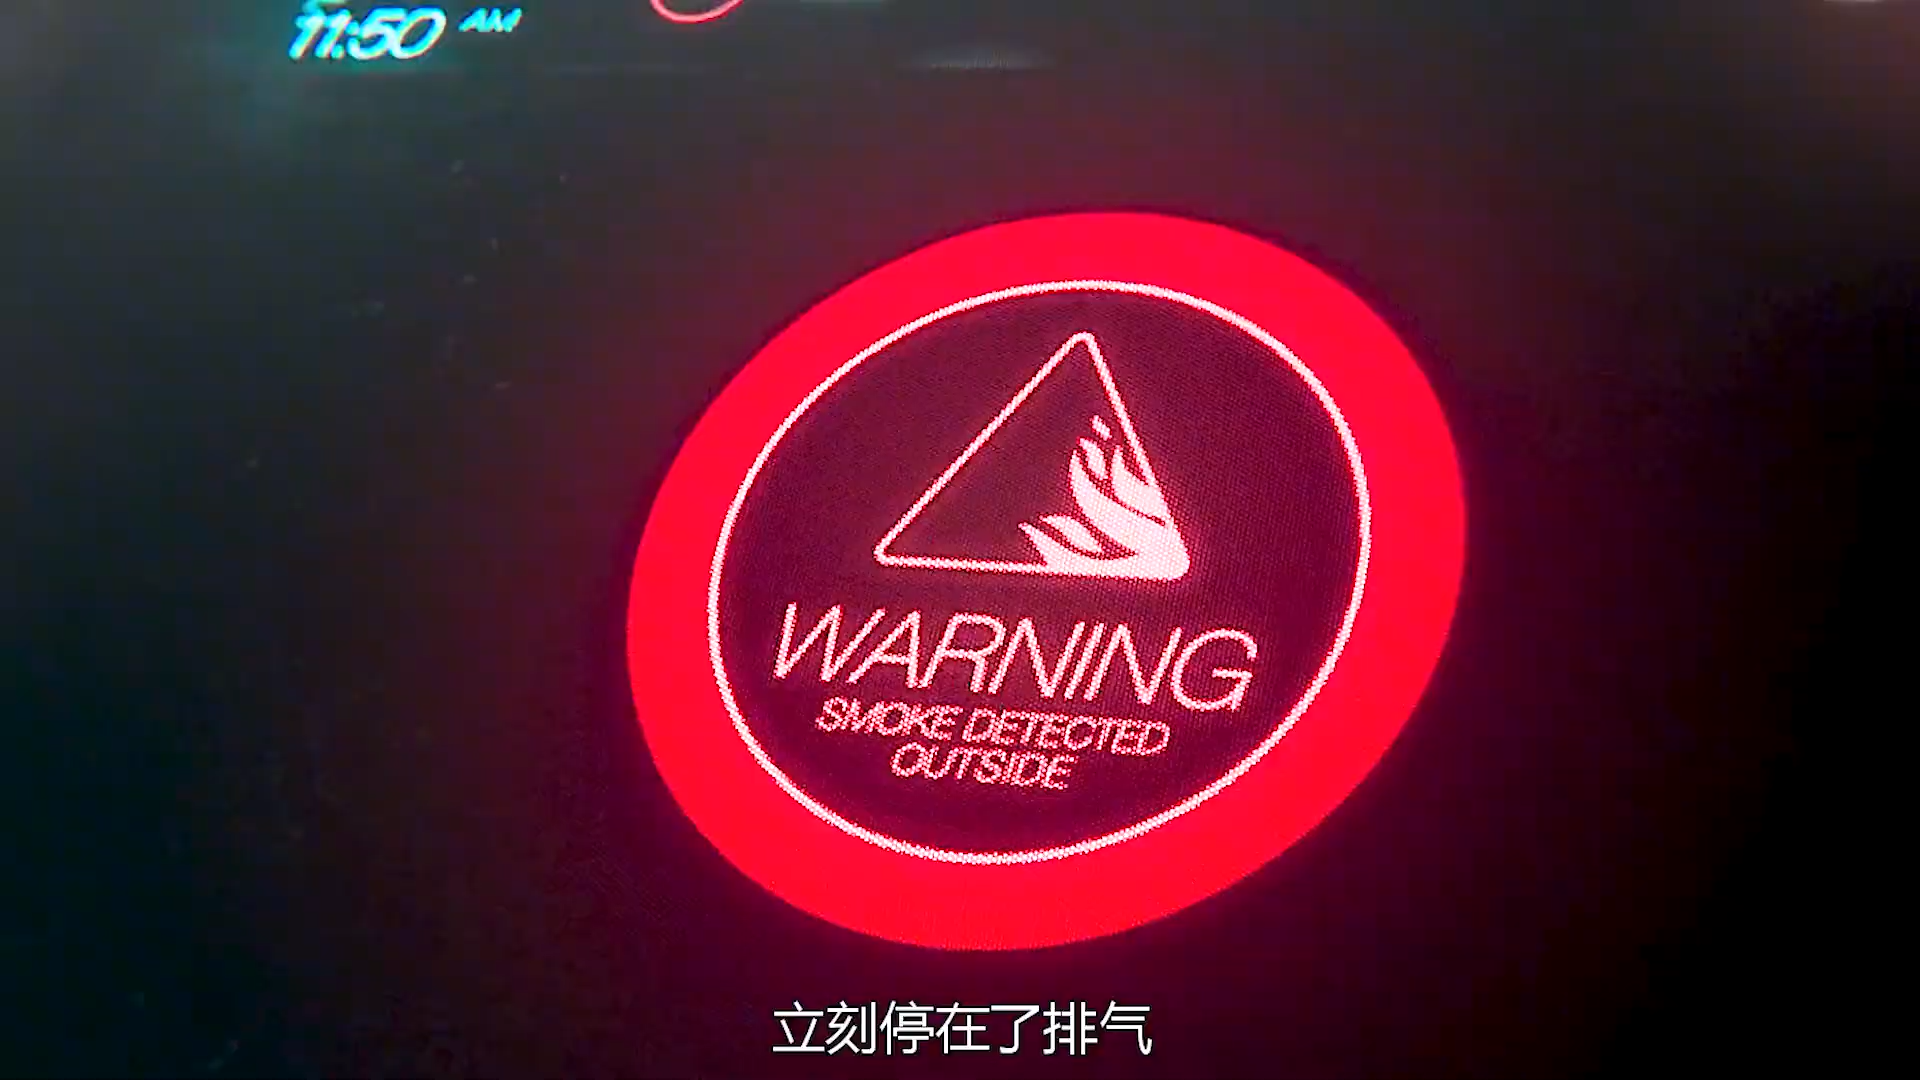 11:50 AM
WARNING
SMOKE DETECTED
OUTSIDE
立刻停在了排气